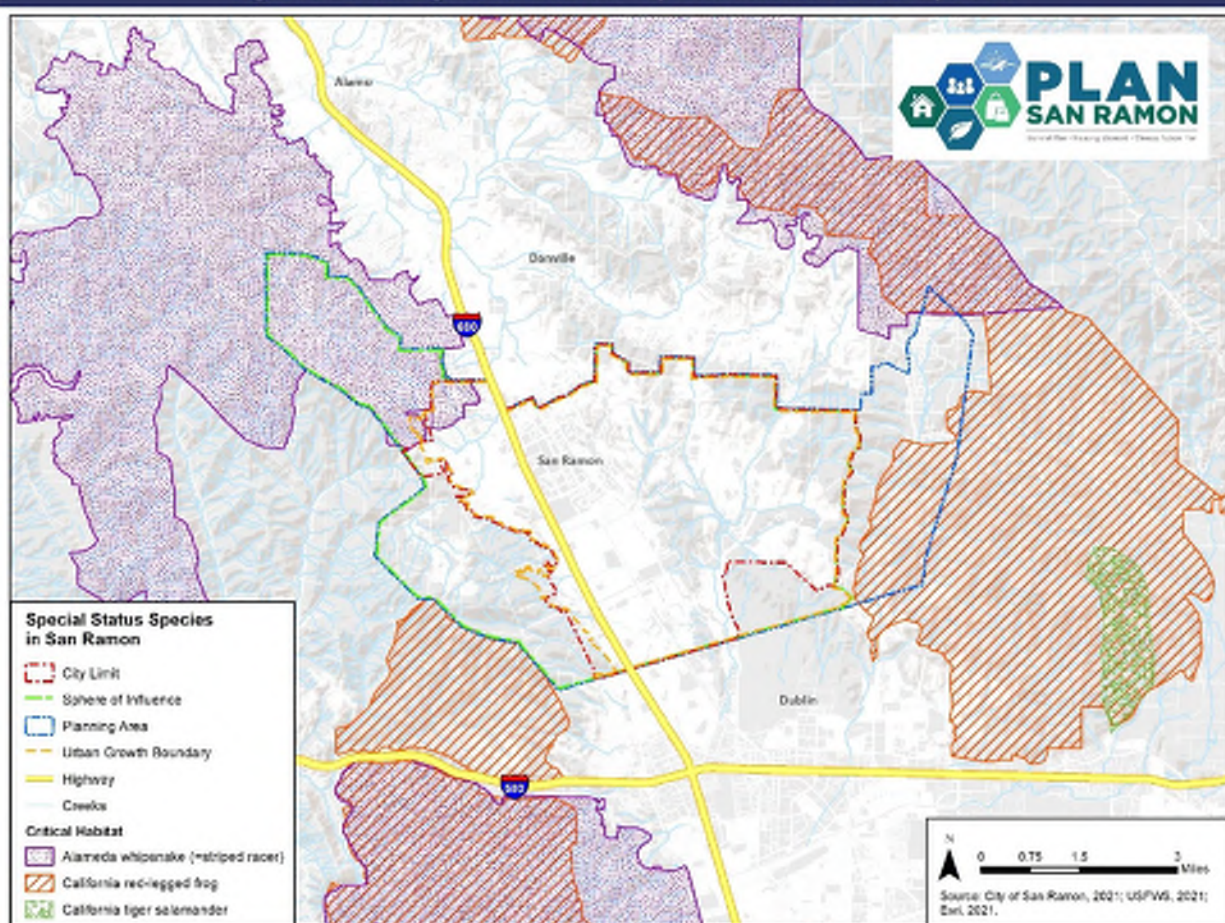 PLAN
SAN RAMON
Alamo
Danville
680
San Ramon
Dublin
580
Special Status Species
in San Ramon
City Limit
Sphere of Influence
Planning Area
Urban Growth Boundary
Highway
Creeks
Critical Habitat
Alameda whipsnake (=striped racer)
California red-legged frog
California tiger salamander
N
0 0.75 1.5 3
Miles
Source: City of San Ramon, 2021; USFWS, 2021;
Esri, 2021.